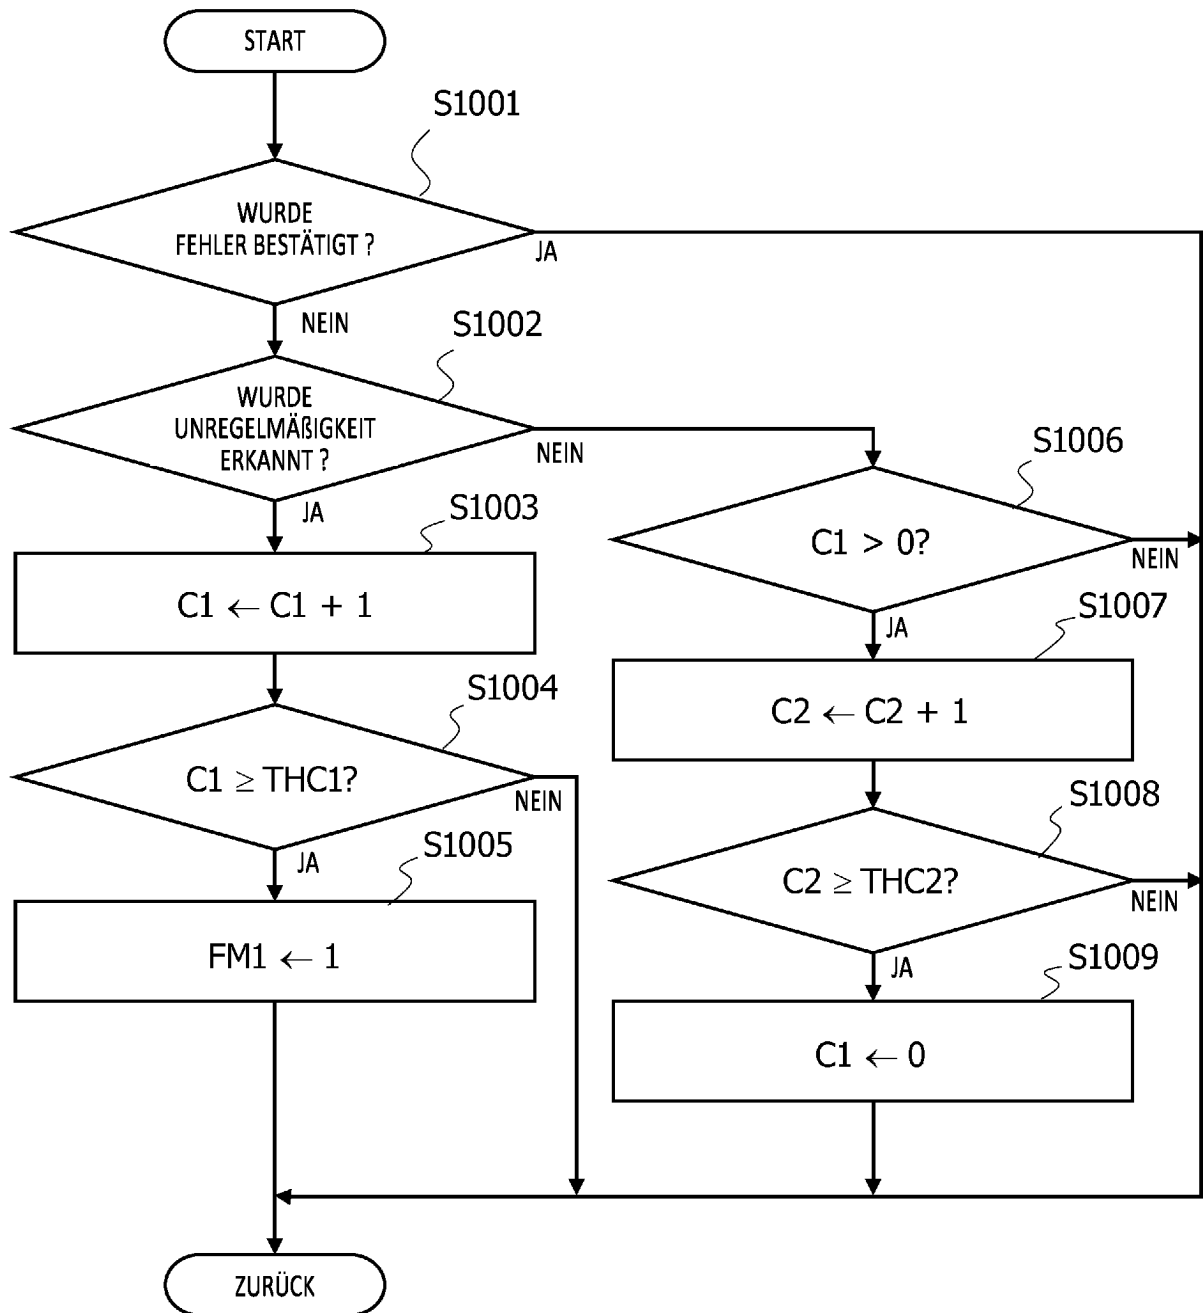 START
S1001
WURDE
FEHLER BESTÄTIGT ?
JA
NEIN
S1002
WURDE
UNREGELMÄßIGKEIT
ERKANNT ?
NEIN
JA
S1003
C1 ← C1 + 1
S1004
C1 ≥ THC1?
NEIN
JA
S1005
FM1 ← 1
S1006
C1 > 0?
NEIN
JA
S1007
C2 ← C2 + 1
S1008
C2 ≥ THC2?
NEIN
JA
S1009
C1 ← 0
ZURÜCK